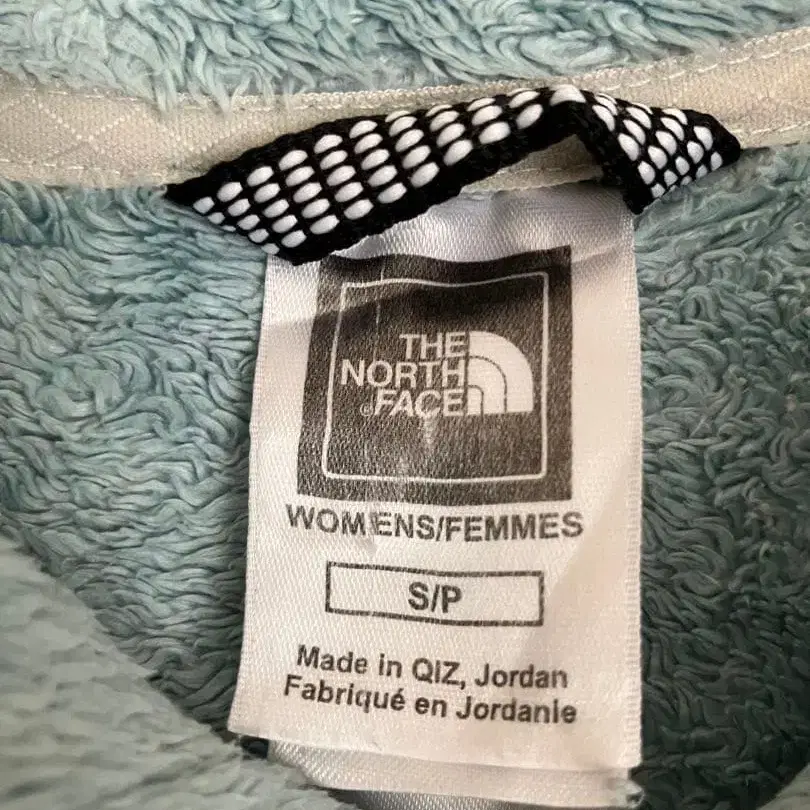 THE
NORTH
FACE
WOMENS/FEMMES
S/P
Made in QIZ, Jordan
Fabriqué en Jordanie